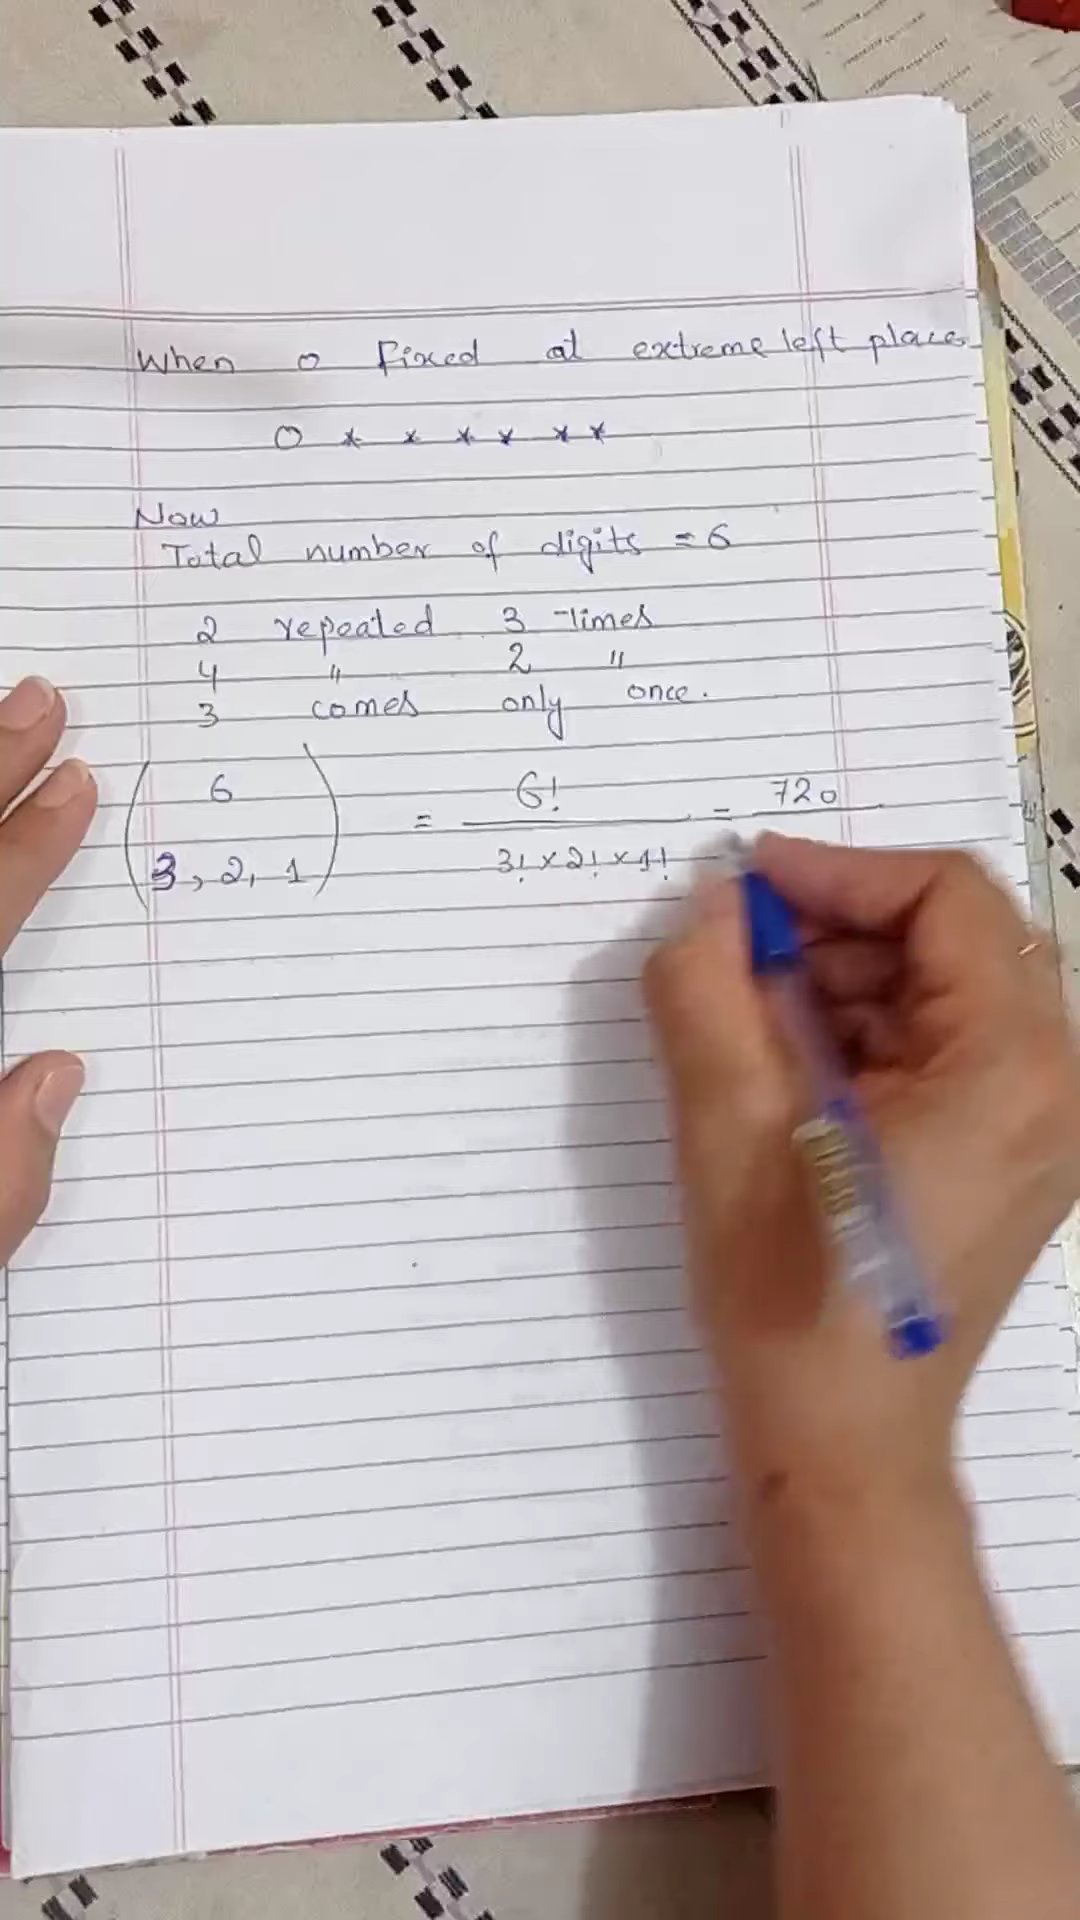 When 0 fixed at extreme left place.
0 * * * * * *
Now
Total number of digits = 6
2 repeated 3 times
4 " 2 "
3 comes only once.
6 = 6! = 720
3, 2, 1 3! × 2! × 1!